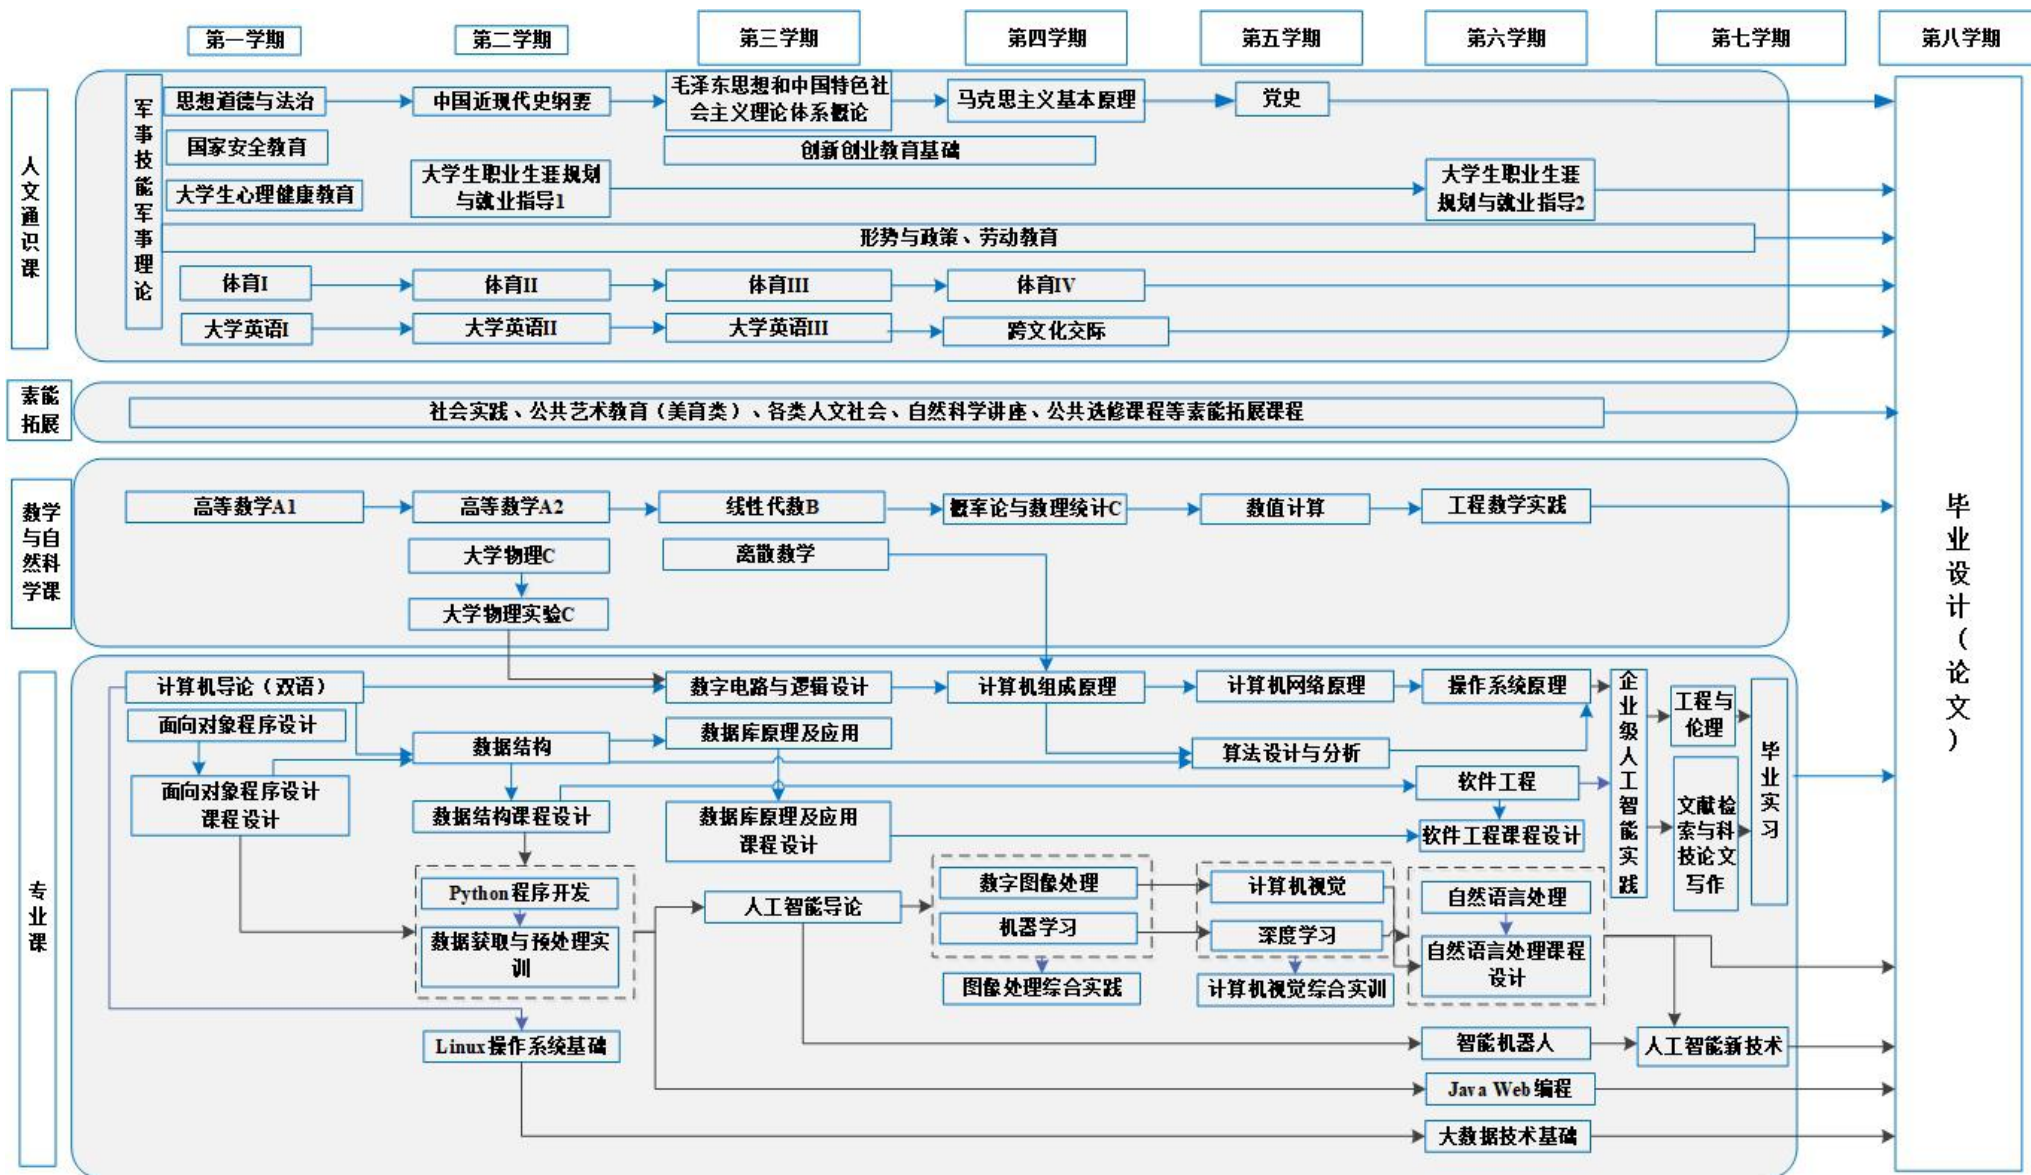 第一学期
第二学期
第三学期
第四学期
第五学期
第六学期
第七学期
第八学期
人文通识课
军事技能军事理论
思想道德与法治
中国近现代史纲要
毛泽东思想和中国特色社
会主义理论体系概论
马克思主义基本原理
党史
国家安全教育
创新创业教育基础
大学生心理健康教育
大学生职业生涯规划
与就业指导1
大学生职业生涯
规划与就业指导2
形势与政策、劳动教育
体育I
体育II
体育III
体育IV
大学英语I
大学英语II
大学英语III
跨文化交际
素能
拓展
社会实践、公共艺术教育（美育类）、各类人文社会、自然科学讲座、公共选修课程等素能拓展课程
数学
与自
然科
学课
高等数学A1
高等数学A2
线性代数B
概率论与数理统计C
数值计算
工程数学实践
大学物理C
离散数学
大学物理实验C
专业课
计算机导论（双语）
数字电路与逻辑设计
计算机组成原理
计算机网络原理
操作系统原理
面向对象程序设计
数据结构
数据库原理及应用
算法设计与分析
面向对象程序设计
课程设计
数据结构课程设计
数据库原理及应用
课程设计
软件工程
软件工程课程设计
企业级人工智能实践
工程与
伦理
文献检
索与科
技论文
写作
毕业实习
Python程序开发
数据获取与预处理实
训
人工智能导论
数字图像处理
机器学习
计算机视觉
深度学习
自然语言处理
自然语言处理课程
设计
图像处理综合实践
计算机视觉综合实训
Linux操作系统基础
智能机器人
人工智能新技术
Java Web编程
大数据技术基础
毕业设计（论文）